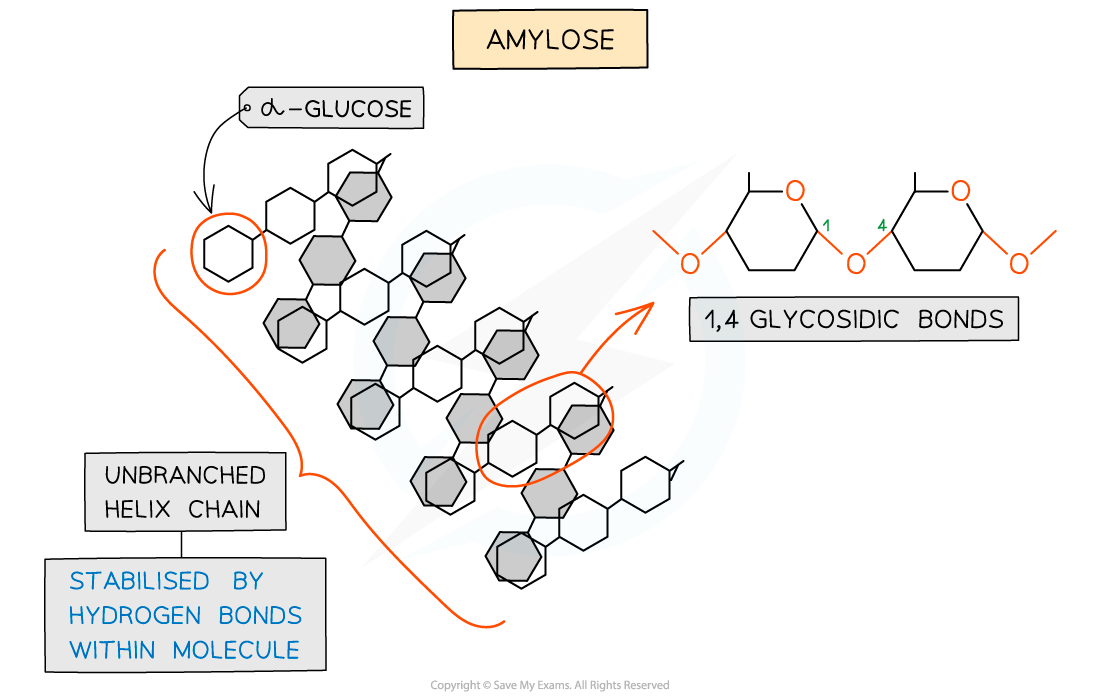 AMYLOSE
α-GLUCOSE
O
O
1
4
O
O
O
1,4 GLYCOSIDIC BONDS
UNBRANCHED
HELIX CHAIN
STABILISED BY
HYDROGEN BONDS
WITHIN MOLECULE
Copyright © Save My Exams. All Rights Reserved